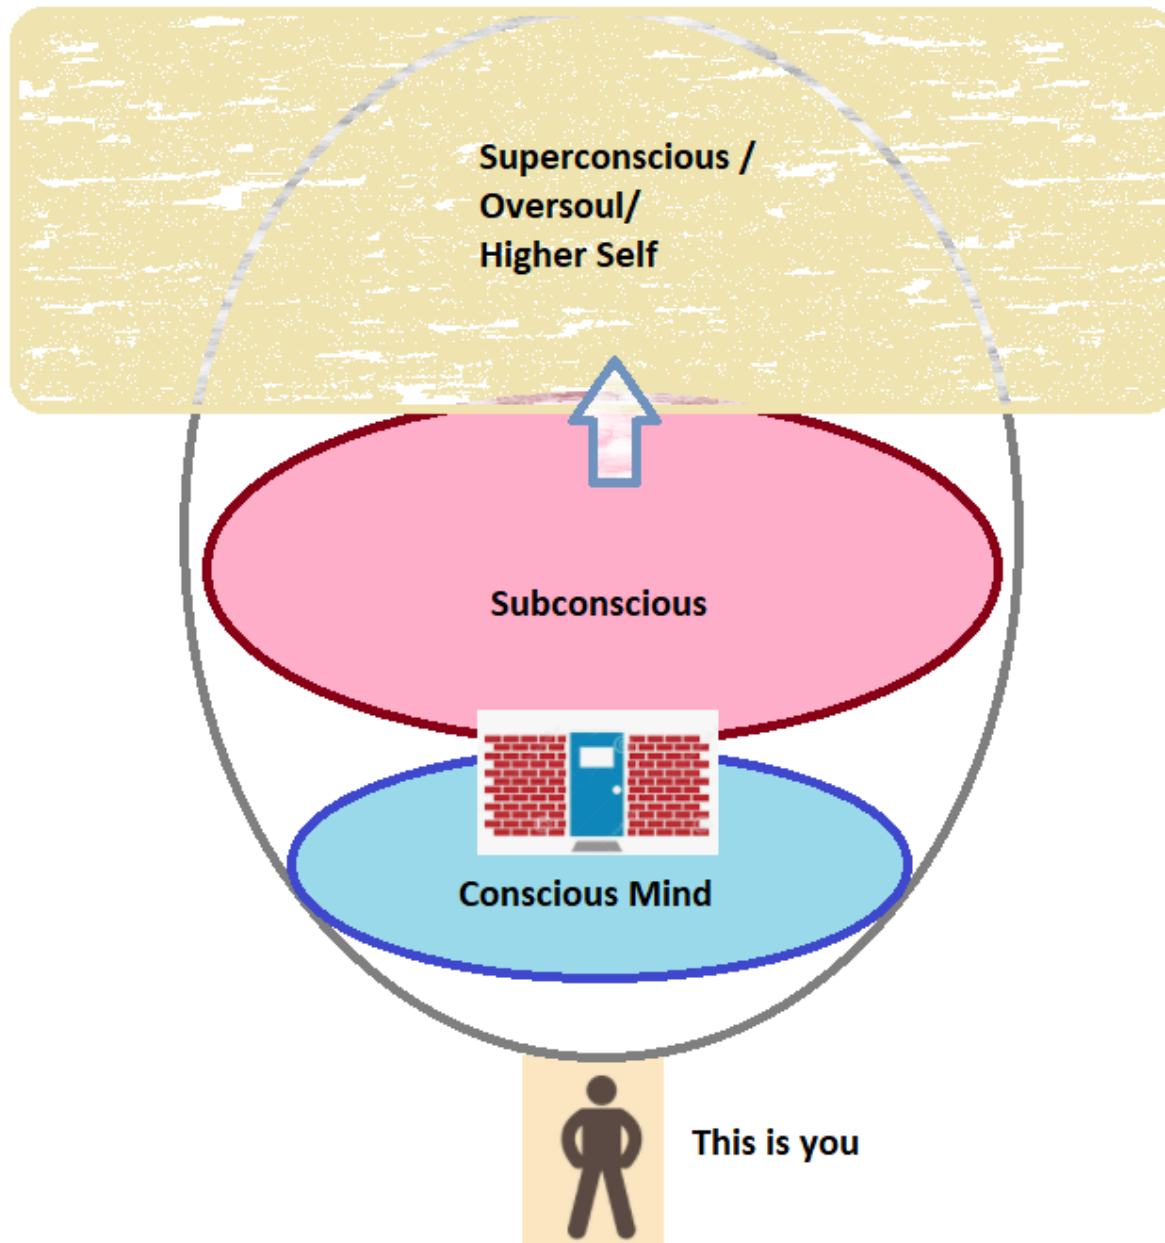 Superconscious /
Oversoul/
Higher Self
Subconscious
Conscious Mind
This is you